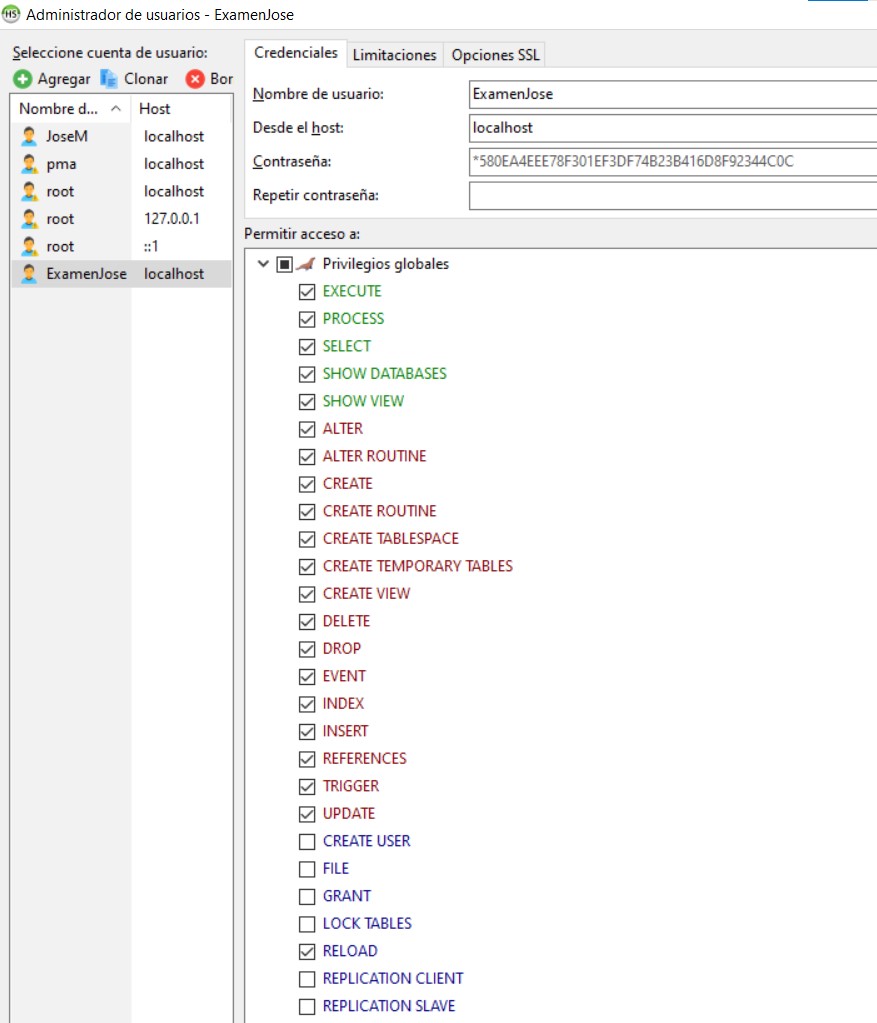 HS Administrador de usuarios - ExamenJose
Seleccione cuenta de usuario:
Agregar Clonar Bor
Nombre d... Host
JoseM localhost
pma localhost
root localhost
root 127.0.0.1
root ::1
ExamenJose localhost
Credenciales Limitaciones Opciones SSL
Nombre de usuario: ExamenJose
Desde el host: localhost
Contraseña: *580EA4EEE78F301EF3DF74B23B416D8F92344C0C
Repetir contraseña:
Permitir acceso a:
Privilegios globales
EXECUTE
PROCESS
SELECT
SHOW DATABASES
SHOW VIEW
ALTER
ALTER ROUTINE
CREATE
CREATE ROUTINE
CREATE TABLESPACE
CREATE TEMPORARY TABLES
CREATE VIEW
DELETE
DROP
EVENT
INDEX
INSERT
REFERENCES
TRIGGER
UPDATE
CREATE USER
FILE
GRANT
LOCK TABLES
RELOAD
REPLICATION CLIENT
REPLICATION SLAVE